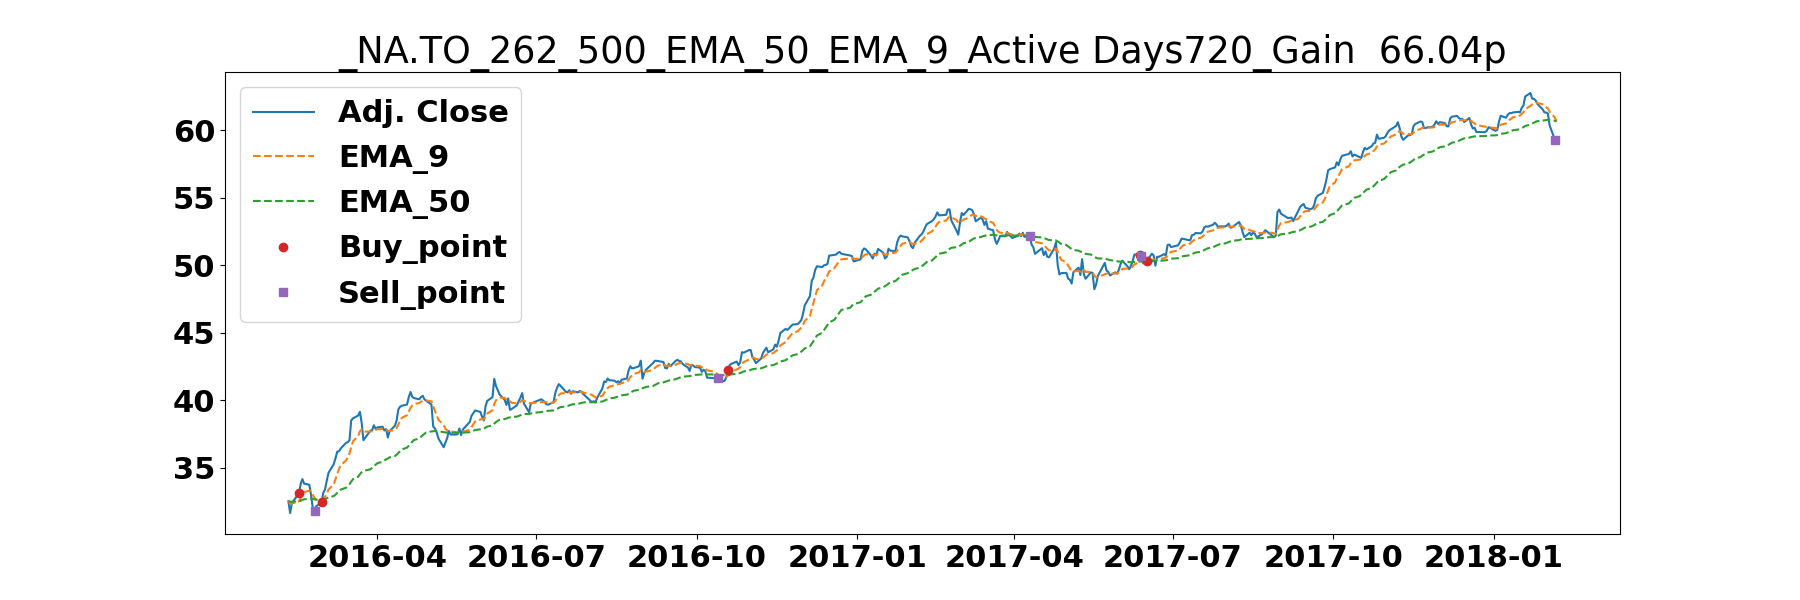 _NA.TO_262_500_EMA_50_EMA_9_Active Days720_Gain  66.04p
Adj. Close
EMA_9
EMA_50
Buy_point
Sell_point
60
55
50
45
40
35
2016-04 2016-07 2016-10 2017-01 2017-04 2017-07 2017-10 2018-01